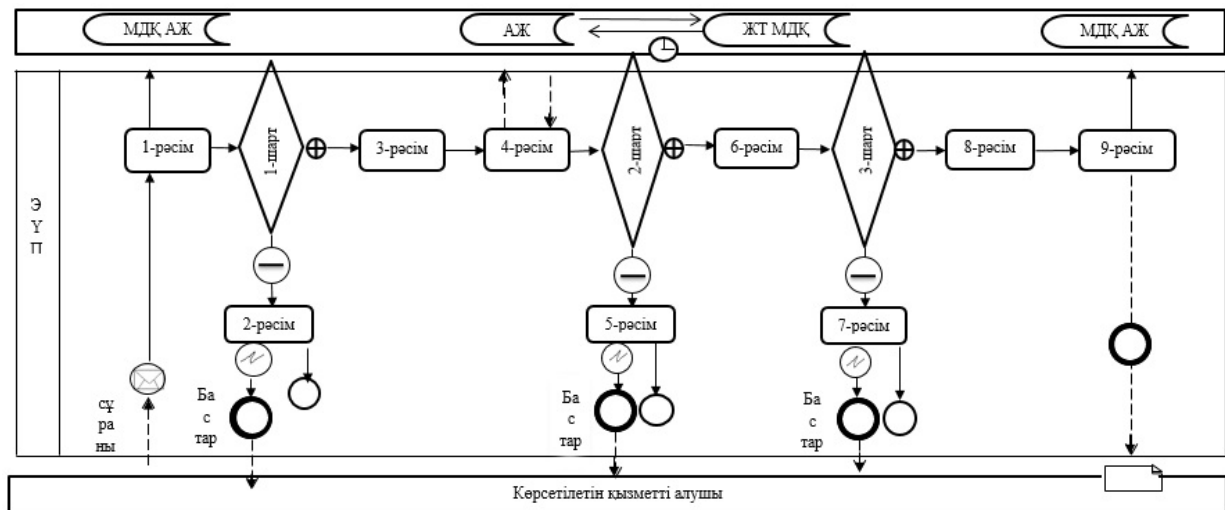 МДҚ АЖ
АЖ
ЖТ МДҚ
МДҚ АЖ
Э
Ү
П
1-рәсім
1-шарт
3-рәсім
4-рәсім
2-шарт
6-рәсім
3-шарт
8-рәсім
9-рәсім
2-рәсім
5-рәсім
7-рәсім
сұ
ра
ны
Ба
с
тар
Ба
с
тар
Ба
с
тар
Көрсетілетін қызметті алушы